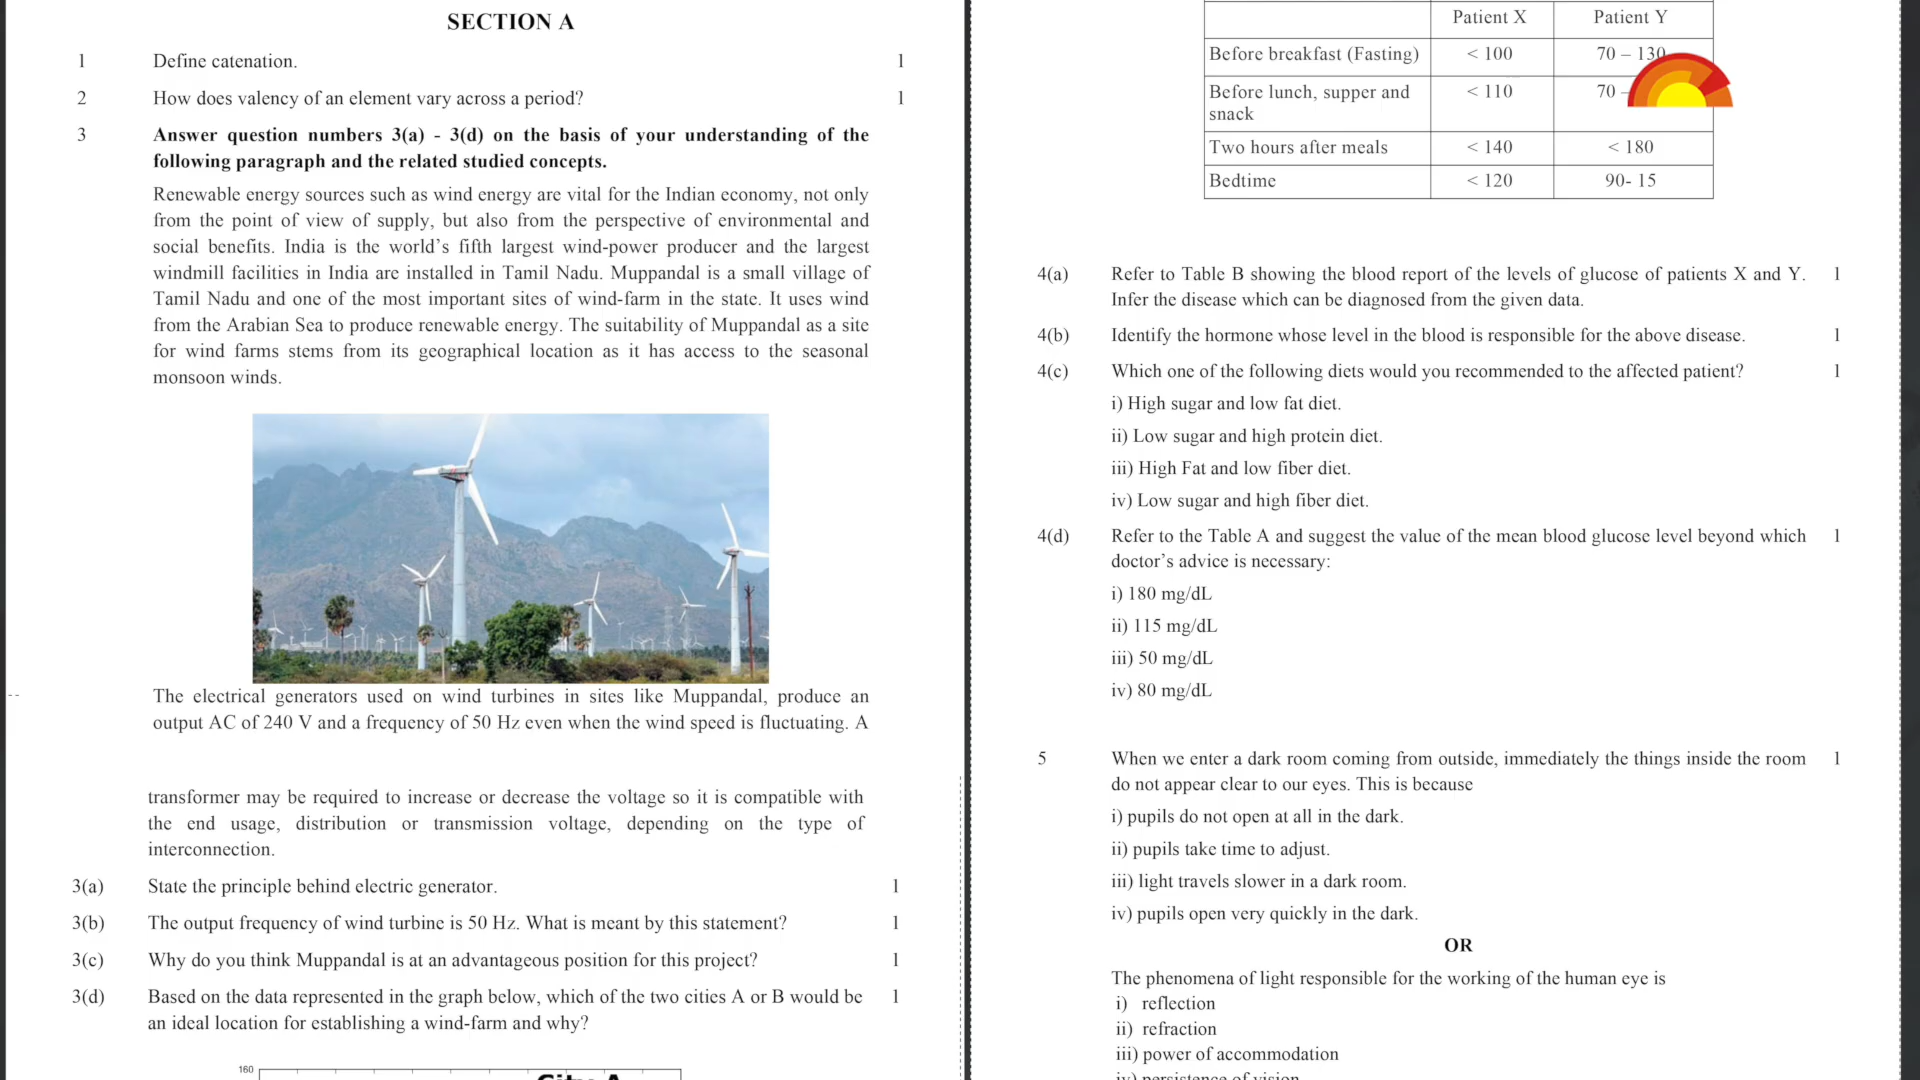 SECTION A
1 Define catenation. 1
2 How does valency of an element vary across a period? 1
3 Answer question numbers 3(a) - 3(d) on the basis of your understanding of the
following paragraph and the related studied concepts.
Renewable energy sources such as wind energy are vital for the Indian economy, not only
from the point of view of supply, but also from the perspective of environmental and
social benefits. India is the world's fifth largest wind-power producer and the largest
windmill facilities in India are installed in Tamil Nadu. Muppandal is a small village of
Tamil Nadu and one of the most important sites of wind-farm in the state. It uses wind
from the Arabian Sea to produce renewable energy. The suitability of Muppandal as a site
for wind farms stems from its geographical location as it has access to the seasonal
monsoon winds.
The electrical generators used on wind turbines in sites like Muppandal, produce an
output AC of 240 V and a frequency of 50 Hz even when the wind speed is fluctuating. A
transformer may be required to increase or decrease the voltage so it is compatible with
the end usage, distribution or transmission voltage, depending on the type of
interconnection.
3(a) State the principle behind electric generator. 1
3(b) The output frequency of wind turbine is 50 Hz. What is meant by this statement? 1
3(c) Why do you think Muppandal is at an advantageous position for this project? 1
3(d) Based on the data represented in the graph below, which of the two cities A or B would be 1
an ideal location for establishing a wind-farm and why?
160
City A
Patient X Patient Y
Before breakfast (Fasting) < 100 70 – 130
Before lunch, supper and < 110 70 -
snack
Two hours after meals < 140 < 180
Bedtime < 120 90- 15
4(a) Refer to Table B showing the blood report of the levels of glucose of patients X and Y. 1
Infer the disease which can be diagnosed from the given data.
4(b) Identify the hormone whose level in the blood is responsible for the above disease. 1
4(c) Which one of the following diets would you recommended to the affected patient? 1
i) High sugar and low fat diet.
ii) Low sugar and high protein diet.
iii) High Fat and low fiber diet.
iv) Low sugar and high fiber diet.
4(d) Refer to the Table A and suggest the value of the mean blood glucose level beyond which 1
doctor's advice is necessary:
i) 180 mg/dL
ii) 115 mg/dL
iii) 50 mg/dL
iv) 80 mg/dL
5 When we enter a dark room coming from outside, immediately the things inside the room 1
do not appear clear to our eyes. This is because
i) pupils do not open at all in the dark.
ii) pupils take time to adjust.
iii) light travels slower in a dark room.
iv) pupils open very quickly in the dark.
OR
The phenomena of light responsible for the working of the human eye is
i) reflection
ii) refraction
iii) power of accommodation
iv) persistence of vision